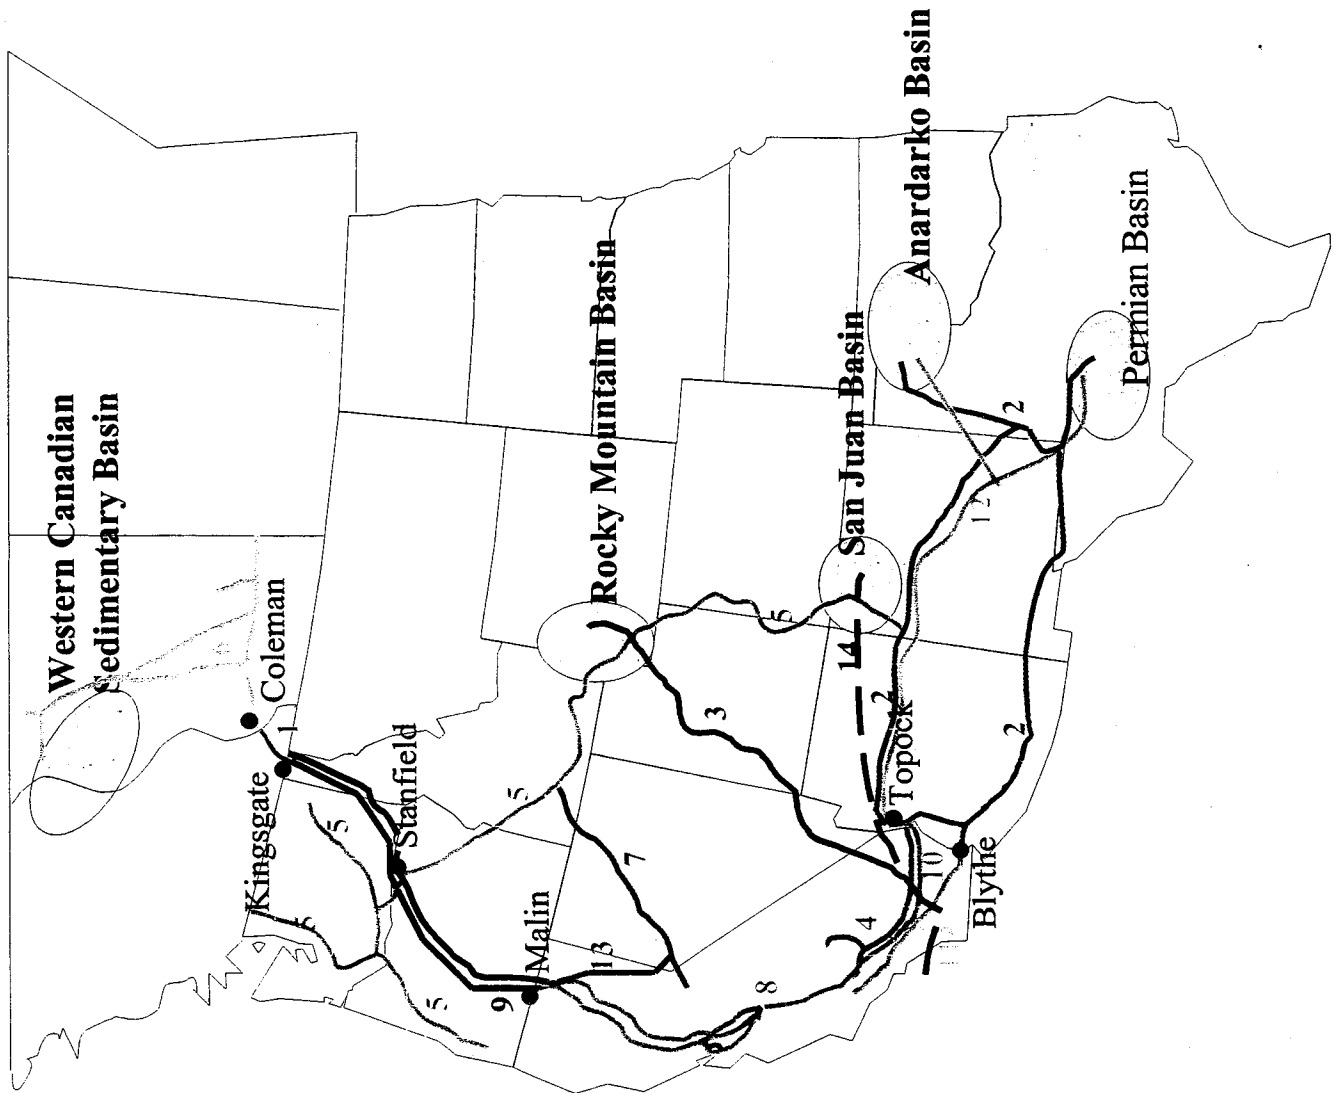 Western Canadian
Sedimentary Basin
Coleman
1
Kingsgate
Stanfield
5
5
5
5
9
Malin
13
7
Rocky Mountain Basin
3
5
San Juan Basin
14
2
Topock
Anardarko Basin
2
12
Permian Basin
2
10
4
Blythe
8
6